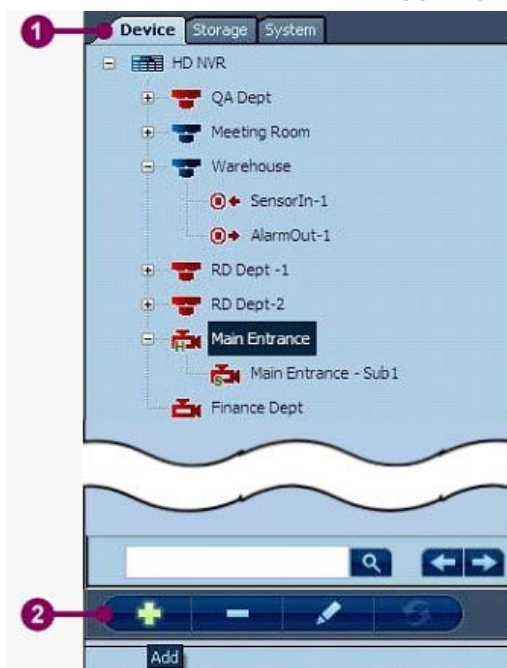 1 Device Storage System
HD NVR
QA Dept
Meeting Room
Warehouse
SensorIn-1
AlarmOut-1
RD Dept -1
RD Dept-2
H Main Entrance
S Main Entrance - Sub1
Finance Dept
2
Add